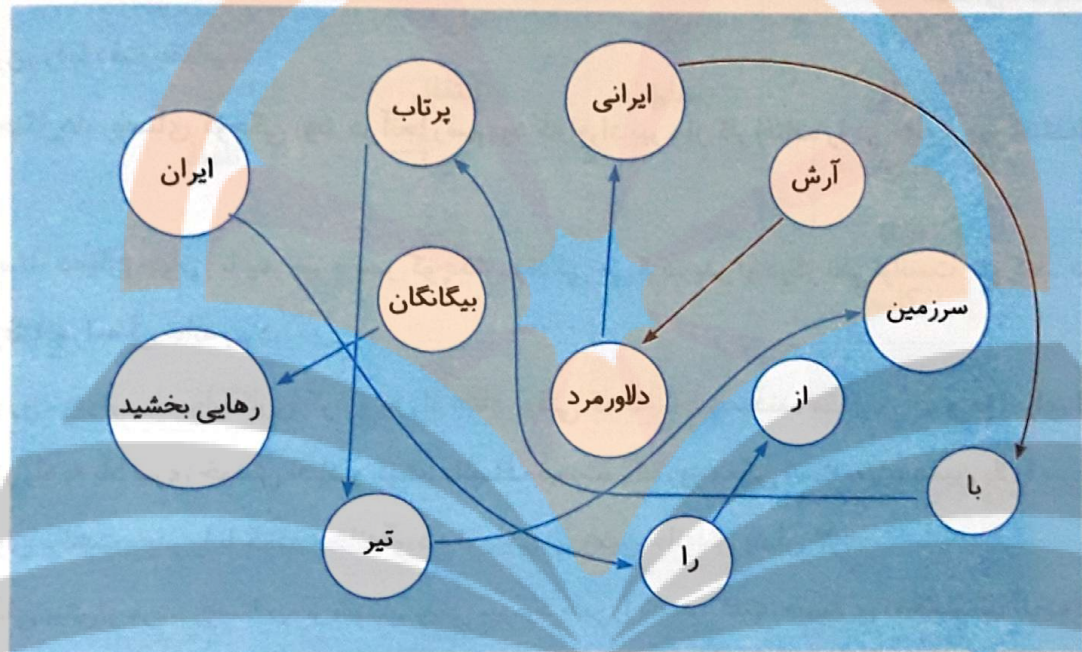 ایرانی
پرتاب
آرش
ایران
بیگانگان
سرزمین
دلاورمرد
از
رهایی بخشید
با
تیر
را